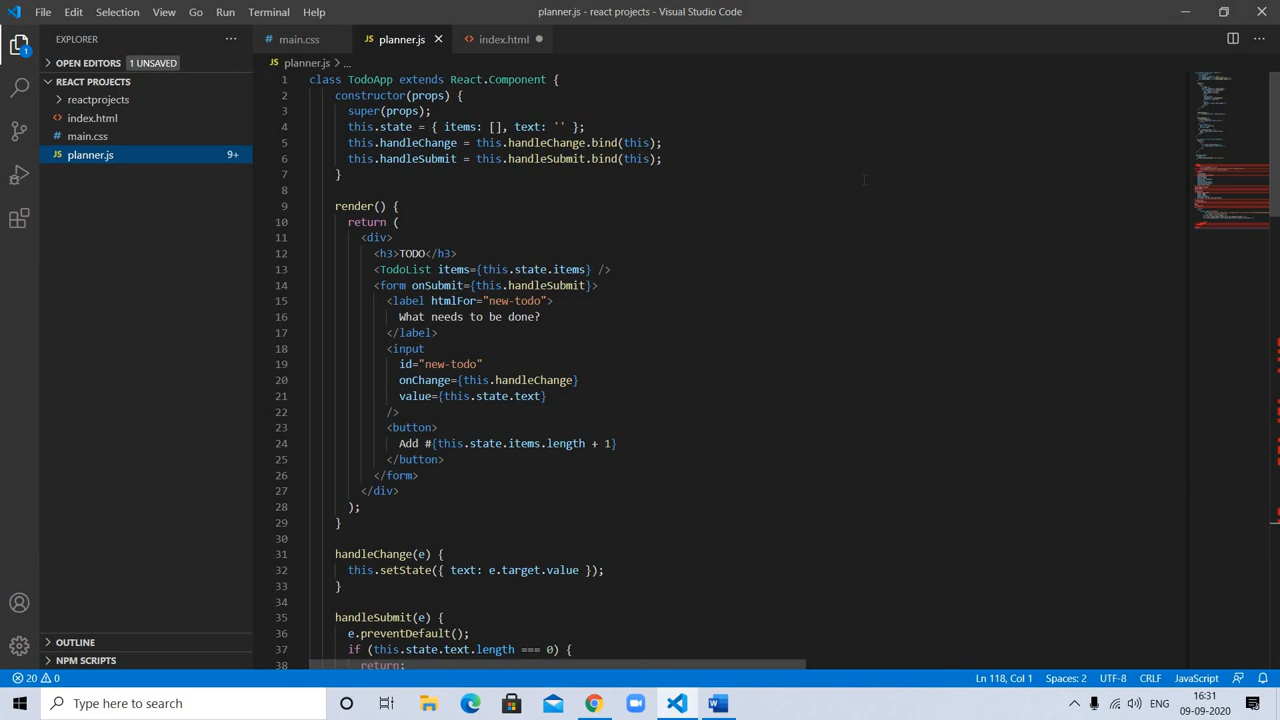 File Edit Selection View Go Run Terminal Help
planner.js - react projects - Visual Studio Code
EXPLORER
OPEN EDITORS 1 UNSAVED
REACT PROJECTS
reactprojects
index.html
main.css
planner.js 9+
OUTLINE
NPM SCRIPTS
main.css planner.js index.html
planner.js > ...
1 class TodoApp extends React.Component {
2 constructor(props) {
3 super(props);
4 this.state = { items: [], text: '' };
5 this.handleChange = this.handleChange.bind(this);
6 this.handleSubmit = this.handleSubmit.bind(this);
7 }
8
9 render() {
10 return (
11 <div>
12 <h3>TODO</h3>
13 <TodoList items={this.state.items} />
14 <form onSubmit={this.handleSubmit}>
15 <label htmlFor="new-todo">
16 What needs to be done?
17 </label>
18 <input
19 id="new-todo"
20 onChange={this.handleChange}
21 value={this.state.text}
22 />
23 <button>
24 Add #{this.state.items.length + 1}
25 </button>
26 </form>
27 </div>
28 );
29 }
30
31 handleChange(e) {
32 this.setState({ text: e.target.value });
33 }
34
35 handleSubmit(e) {
36 e.preventDefault();
37 if (this.state.text.length === 0) {
38 return;
20 0 Ln 118, Col 1 Spaces: 2 UTF-8 CRLF JavaScript
Type here to search
ENG
16:31
09-09-2020